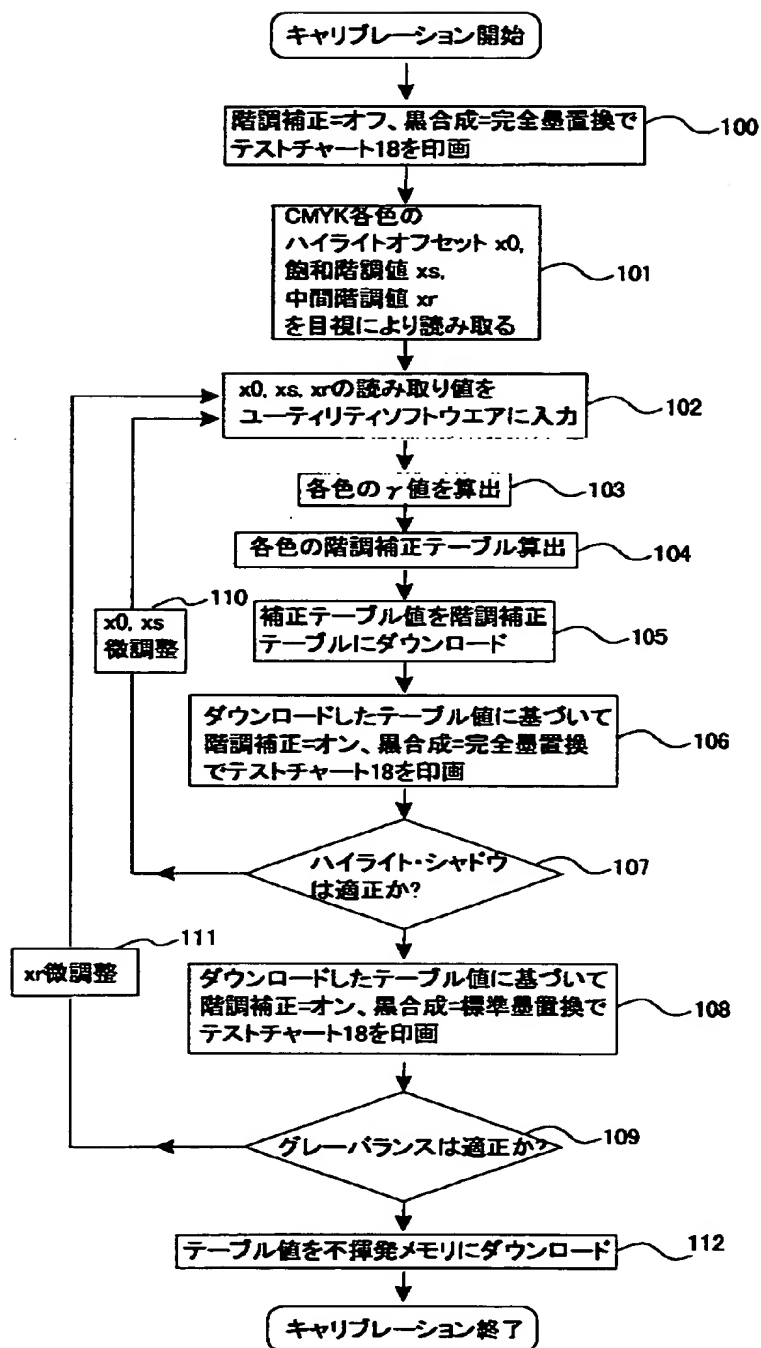 キャリブレーション開始
階調補正=オフ、黒合成=完全墨置換で
テストチャート18を印画
100
CMYK各色の
ハイライトオフセット x0,
飽和階調値 xs,
中間階調値 xr
を目視により読み取る
101
x0, xs, xrの読み取り値を
ユーティリティソフトウエアに入力
102
各色のγ値を算出
103
各色の階調補正テーブル算出
104
110
x0, xs
微調整
補正テーブル値を階調補正
テーブルにダウンロード
105
ダウンロードしたテーブル値に基づいて
階調補正=オン、黒合成=完全墨置換
でテストチャート18を印画
106
ハイライト・シャドウ
は適正か?
107
111
xr微調整
ダウンロードしたテーブル値に基づいて
階調補正=オン、黒合成=標準墨置換で
テストチャート18を印画
108
グレーバランスは適正か?
109
テーブル値を不揮発メモリにダウンロード
112
キャリブレーション終了